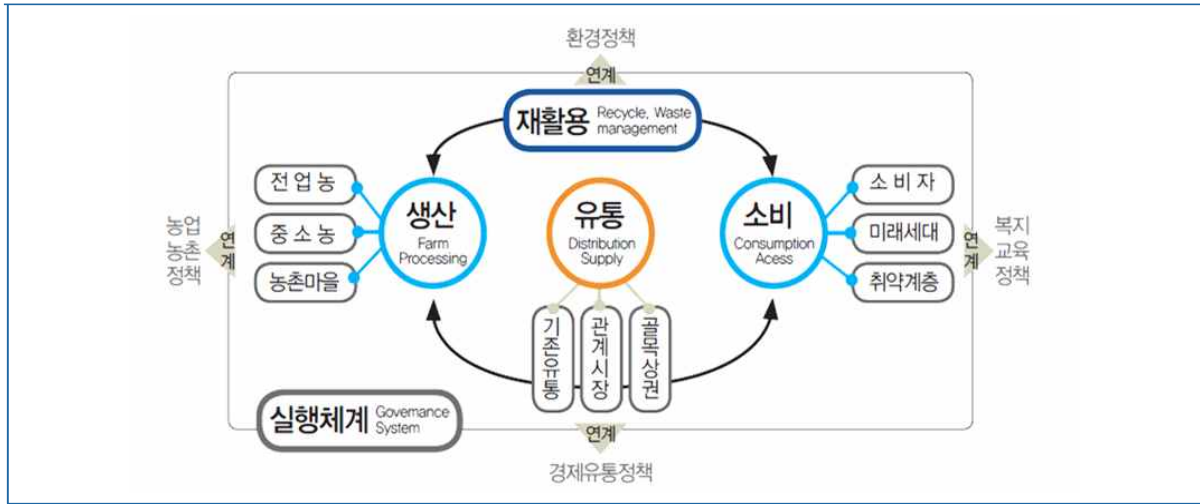 환경정책
연계
재활용 Recycle, Waste
management
전업농
중소농
농촌마을
농업
농촌
정책
연계
생산
Farm
Processing
유통
Distribution
Supply
소비
Consumption
Acess
소비자
미래세대
취약계층
연계
복지
교육
정책
기존유통
관계시장
골목상권
실행체계 Governance
System
연계
경제유통정책